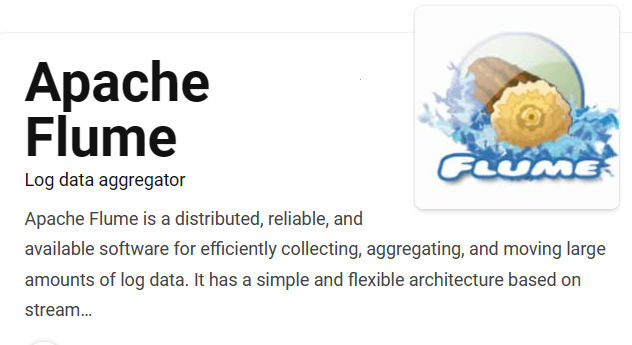 Apache
Flume
Log data aggregator
FLUME
Apache Flume is a distributed, reliable, and
available software for efficiently collecting, aggregating, and moving large
amounts of log data. It has a simple and flexible architecture based on
stream...